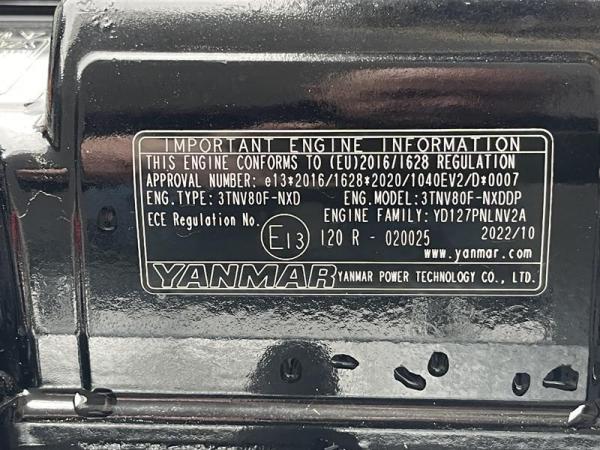 IMPORTANT ENGINE INFORMATION
THIS ENGINE CONFORMS TO (EU)2016/1628 REGULATION
APPROVAL NUMBER: e13*2016/1628*2020/1040EV2/D*0007
ENG.TYPE: 3TNV80F-NXD ENG.MODEL: 3TNV80F-NXDDP
ECE Regulation No. ENGINE FAMILY: YD127PNLNV2A
E13 120 R - 020025 2022/10
www.yanmar.com
YANMAR YANMAR POWER TECHNOLOGY CO., LTD.